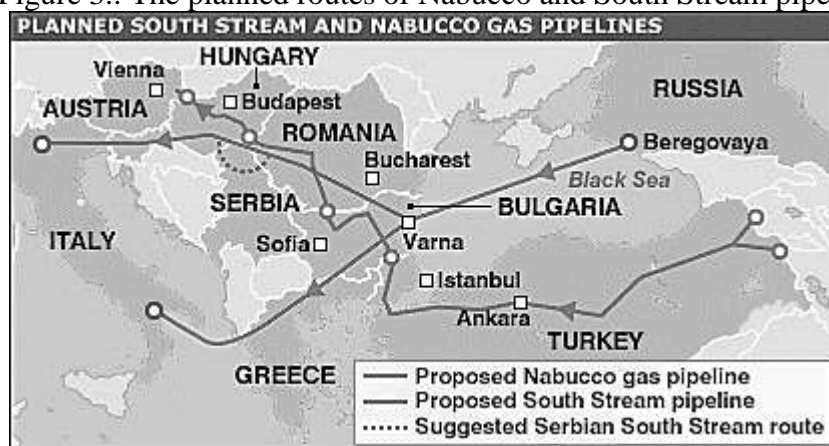 Figure 3.: The planned routes of Nabucco and South Stream pipe
PLANNED SOUTH STREAM AND NABUCCO GAS PIPELINES
HUNGARY
Vienna
RUSSIA
AUSTRIA
Budapest
ROMANIA
Beregovaya
Bucharest
Black Sea
SERBIA
BULGARIA
ITALY
Sofia
Varna
Istanbul
Ankara
TURKEY
GREECE
Proposed Nabucco gas pipeline
Proposed South Stream pipeline
Suggested Serbian South Stream route